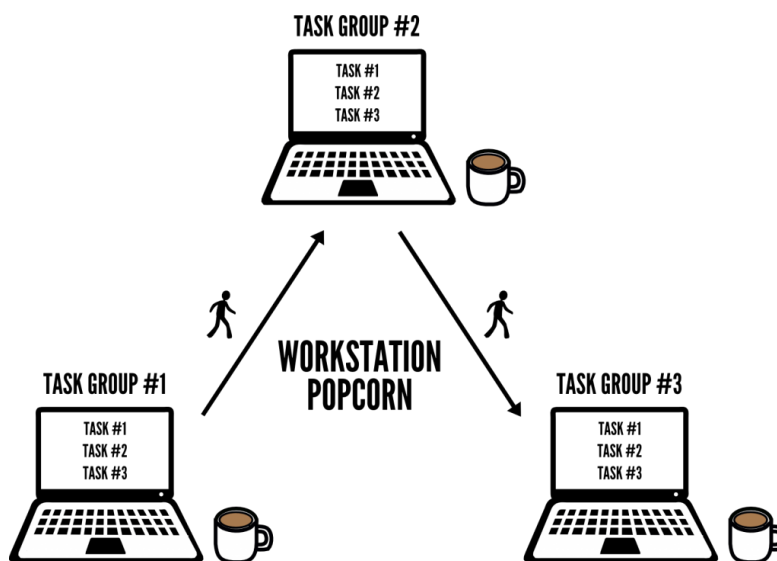 TASK GROUP #2
TASK #1
TASK #2
TASK #3
WORKSTATION
POPCORN
TASK GROUP #1
TASK #1
TASK #2
TASK #3
TASK GROUP #3
TASK #1
TASK #2
TASK #3